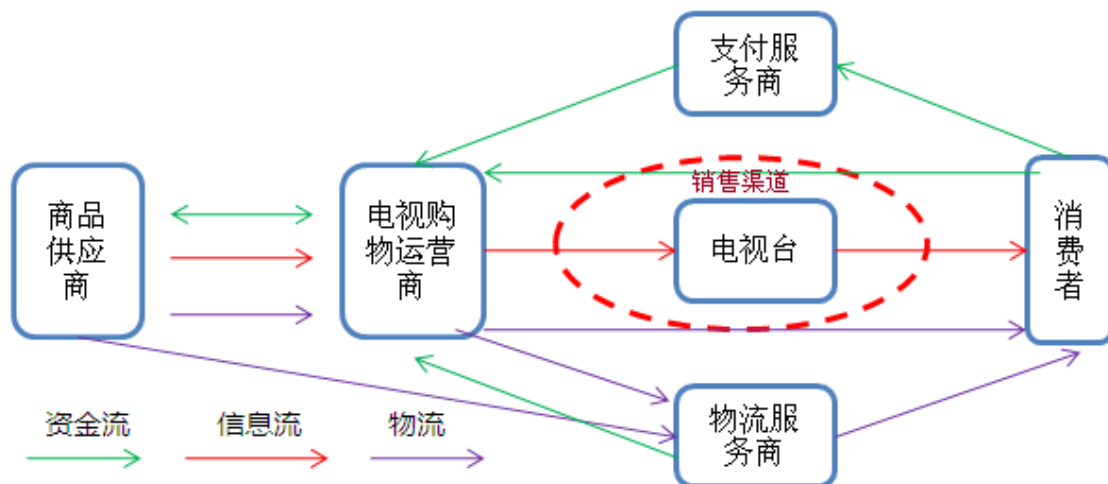 支付服
务商
销售渠道
商品
供应
商
电视购
物运营
商
电视台
消
费
者
物流服
务商
资金流
信息流
物流